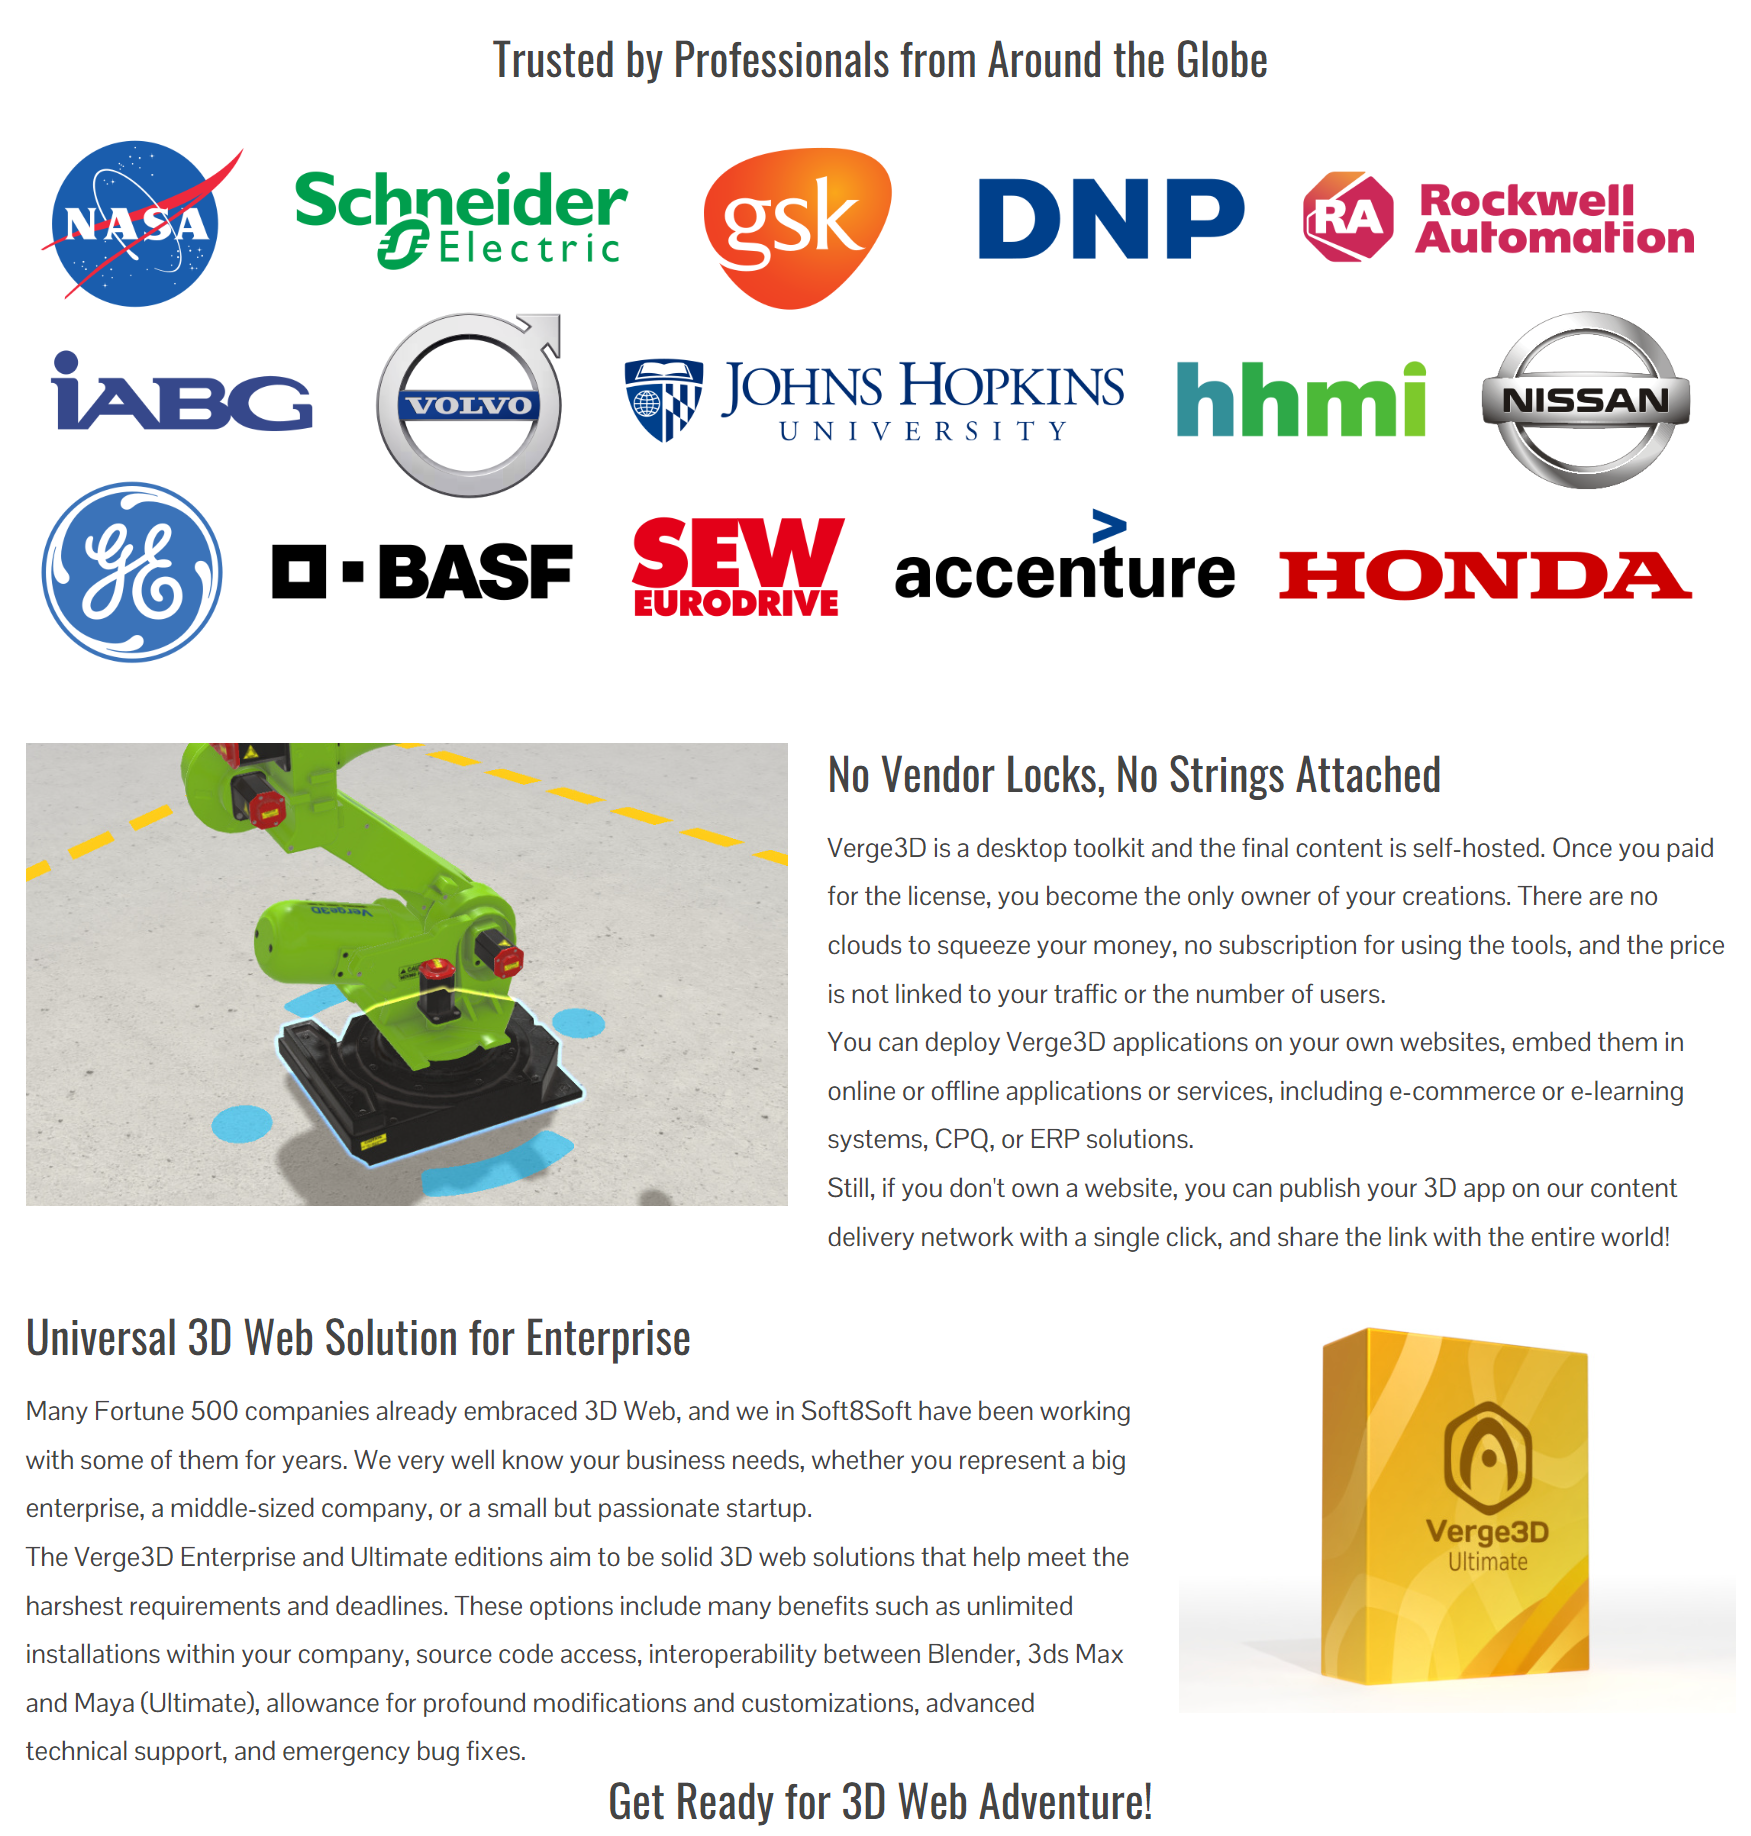 Trusted by Professionals from Around the Globe
NASA
Schneider
Electric
gsk
DNP
RA
Rockwell
Automation
iABG
VOLVO
JOHNS HOPKINS
UNIVERSITY
hhmi
NISSAN
GE
BASF
SEW
EURODRIVE
>
accenture
HONDA
No Vendor Locks, No Strings Attached
Verge3D is a desktop toolkit and the final content is self-hosted. Once you paid
for the license, you become the only owner of your creations. There are no
clouds to squeeze your money, no subscription for using the tools, and the price
is not linked to your traffic or the number of users.
You can deploy Verge3D applications on your own websites, embed them in
online or offline applications or services, including e-commerce or e-learning
systems, CPQ, or ERP solutions.
Still, if you don't own a website, you can publish your 3D app on our content
delivery network with a single click, and share the link with the entire world!
Verge3D
Universal 3D Web Solution for Enterprise
Many Fortune 500 companies already embraced 3D Web, and we in Soft8Soft have been working
with some of them for years. We very well know your business needs, whether you represent a big
enterprise, a middle-sized company, or a small but passionate startup.
The Verge3D Enterprise and Ultimate editions aim to be solid 3D web solutions that help meet the
harshest requirements and deadlines. These options include many benefits such as unlimited
installations within your company, source code access, interoperability between Blender, 3ds Max
and Maya (Ultimate), allowance for profound modifications and customizations, advanced
technical support, and emergency bug fixes.
Verge3D
Ultimate
Get Ready for 3D Web Adventure!